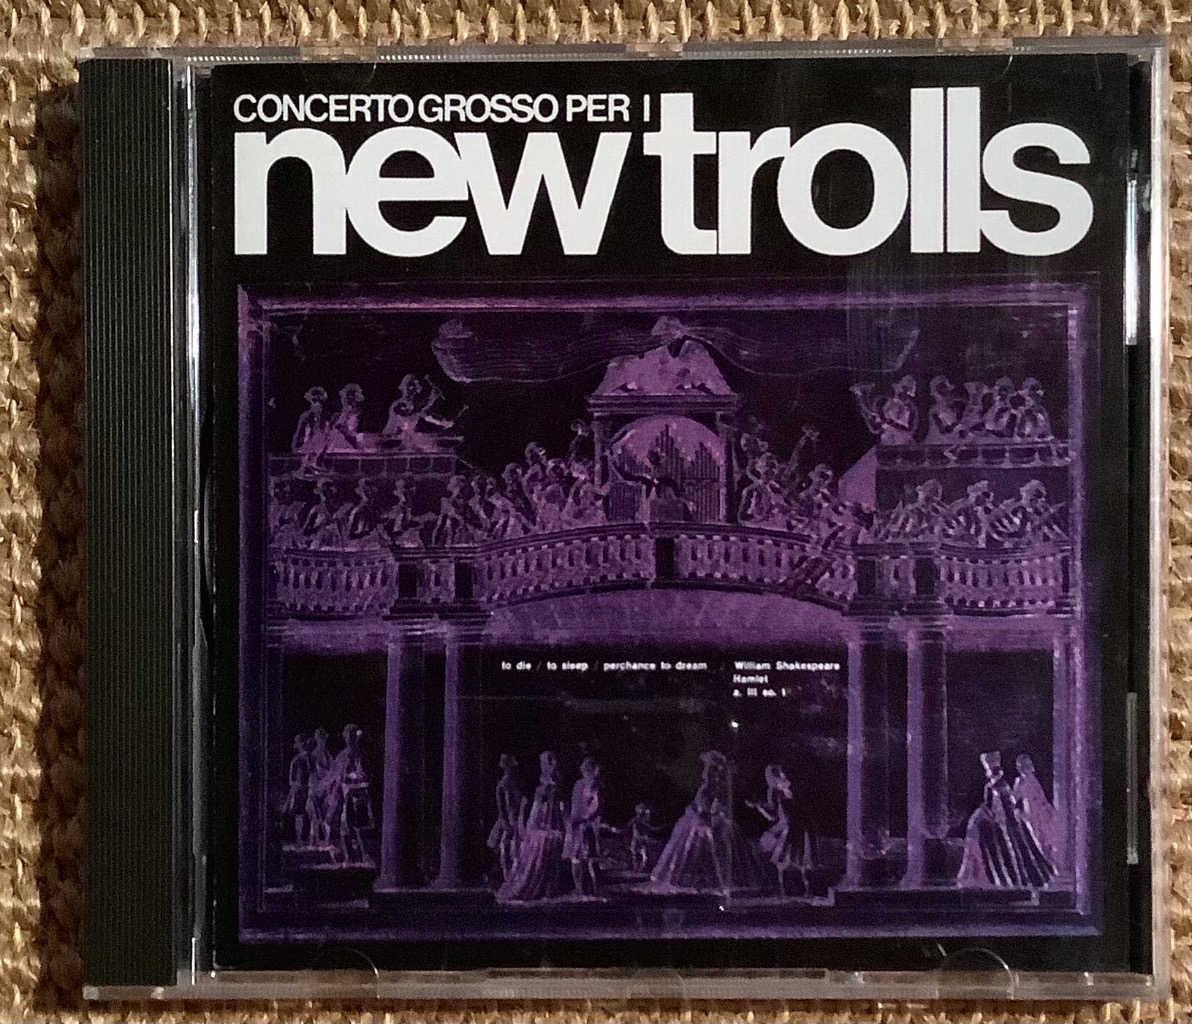 CONCERTO GROSSO PER I
new trolls
to die / to sleep / perchance to dream / William Shakespeare
Hamlet
a. III sc. I